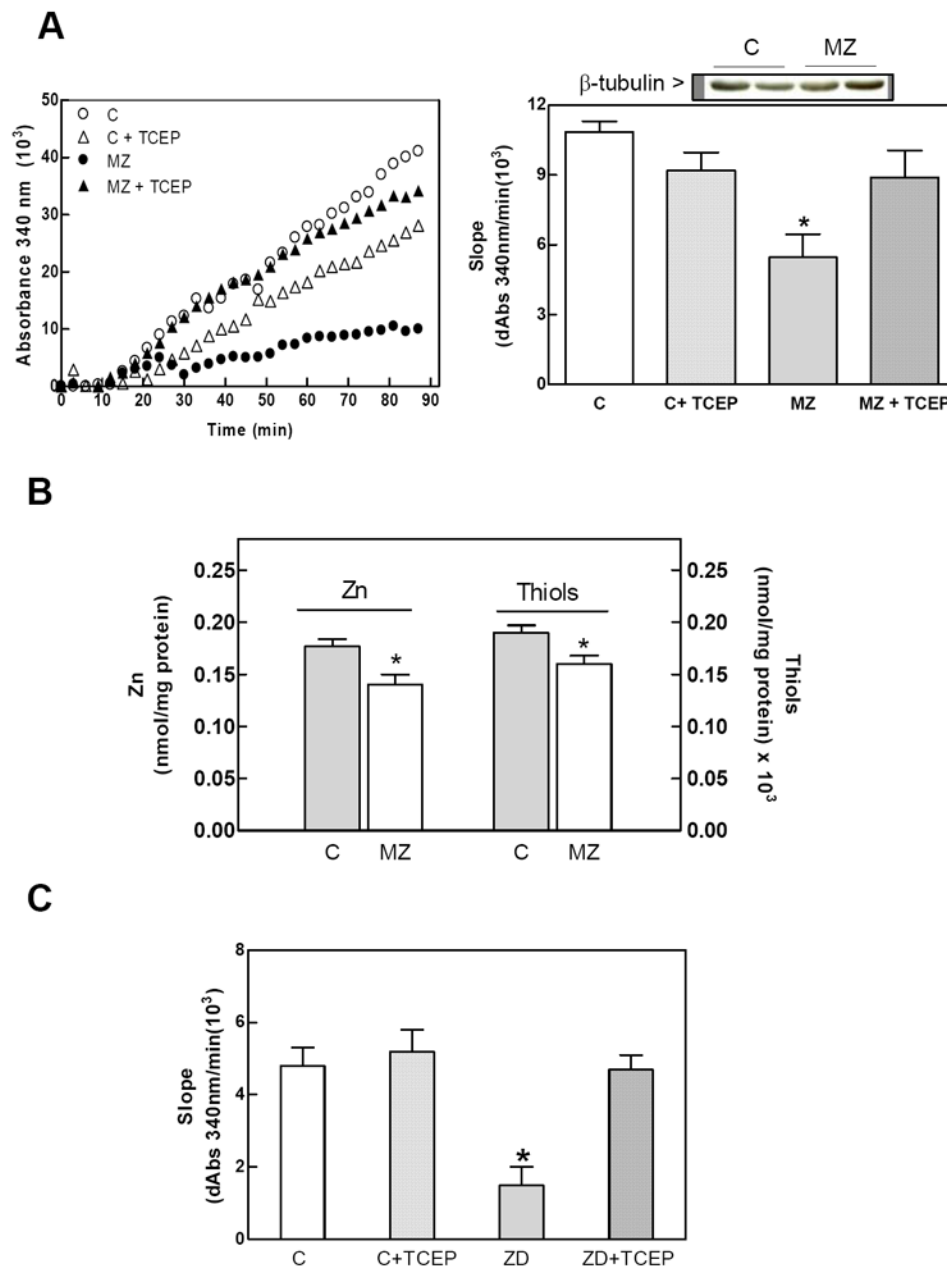 A
50
40
30
20
10
0
Absorbance 340 nm (10³)
C
C + TCEP
MZ
MZ + TCEP
0 10 20 30 40 50 60 70 80 90
Time (min)
C MZ
β-tubulin >
12
9
6
3
0
Slope
(dAbs 340nm/min(10³)
*
C C+ TCEP MZ MZ + TCEP
B
0.25
0.20
0.15
0.10
0.05
0.00
Zn
(nmol/mg protein)
Zn
*
Thiols
*
C MZ C MZ
0.25
0.20
0.15
0.10
0.05
0.00
Thiols
(nmol/mg protein) x 10³
C
8
6
4
2
0
Slope
(dAbs 340nm/min(10³)
*
C C+TCEP ZD ZD+TCEP